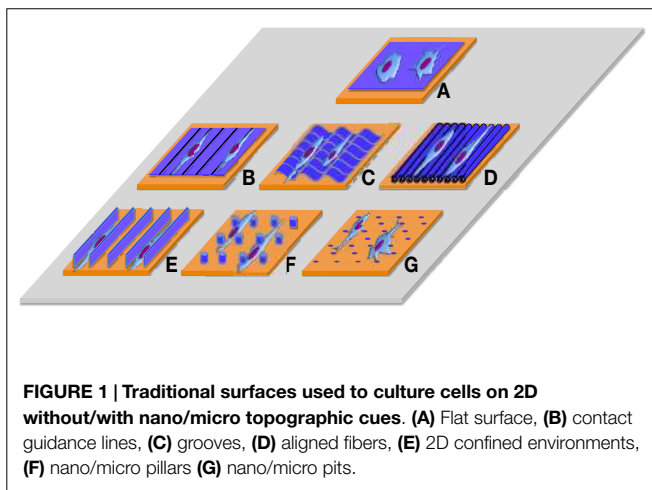 A
B
C
D
E
F
G
FIGURE 1 | Traditional surfaces used to culture cells on 2D
without/with nano/micro topographic cues. (A) Flat surface, (B) contact
guidance lines, (C) grooves, (D) aligned fibers, (E) 2D confined environments,
(F) nano/micro pillars (G) nano/micro pits.